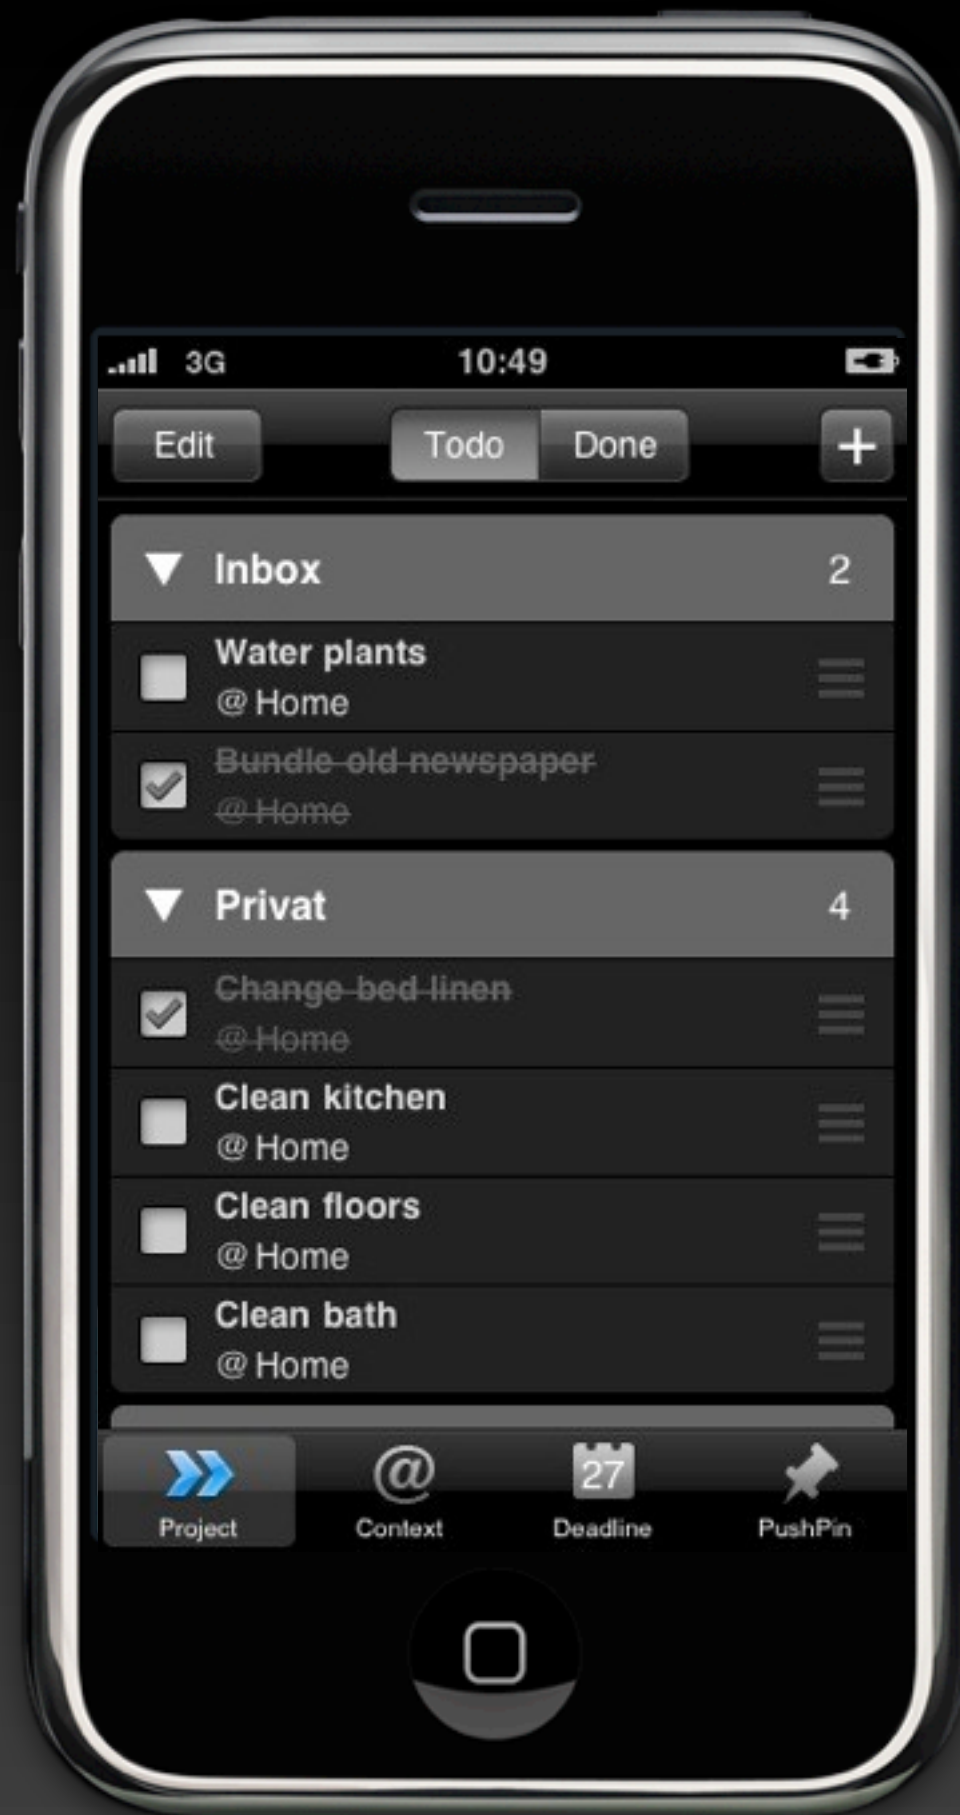 3G 10:49
Edit Todo Done +
Inbox 2
Water plants
@ Home
Bundle old newspaper
@ Home
Privat 4
Change bed linen
@ Home
Clean kitchen
@ Home
Clean floors
@ Home
Clean bath
@ Home
@ 27
Project Context Deadline PushPin